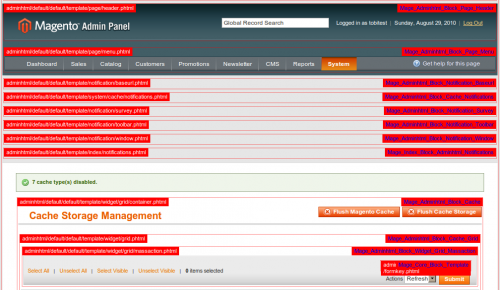 adminhtml/default/default/template/page/header.phtml Mage_Adminhtml_Block_Page_Header
Magento Admin Panel Global Record Search Logged in as tobitest | Sunday, August 29, 2010 | Log Out
adminhtml/default/default/template/page/menu.phtml Mage_Adminhtml_Block_Page_Menu
Dashboard Sales Catalog Customers Promotions Newsletter CMS Reports System Get help for this page
adminhtml/default/default/template/notification/baseurl.phtml Mage_Adminhtml_Block_Notification_Baseurl
adminhtml/default/default/template/system/cache/notifications.phtml Mage_Adminhtml_Block_Cache_Notifications
adminhtml/default/default/template/notification/survey.phtml Mage_Adminhtml_Block_Notification_Survey
adminhtml/default/default/template/notification/toolbar.phtml Mage_Adminhtml_Block_Notification_Toolbar
adminhtml/default/default/template/notification/window.phtml Mage_Adminhtml_Block_Notification_Window
adminhtml/default/default/template/index/notifications.phtml Mage_Index_Block_Adminhtml_Notifications
7 cache type(s) disabled.
adminhtml/default/default/template/widget/grid/container.phtml Mage_Adminhtml_Block_Cache
Cache Storage Management Flush Magento Cache Flush Cache Storage
adminhtml/default/default/template/widget/grid.phtml Mage_Adminhtml_Block_Cache_Grid
adminhtml/default/default/template/widget/grid/massaction.phtml Mage_Adminhtml_Block_Widget_Grid_Massaction
Select All | Unselect All | Select Visible | Unselect Visible | 0 items selected
Mage_Core_Block_Template
/formkey.phtml
Actions Refresh Submit